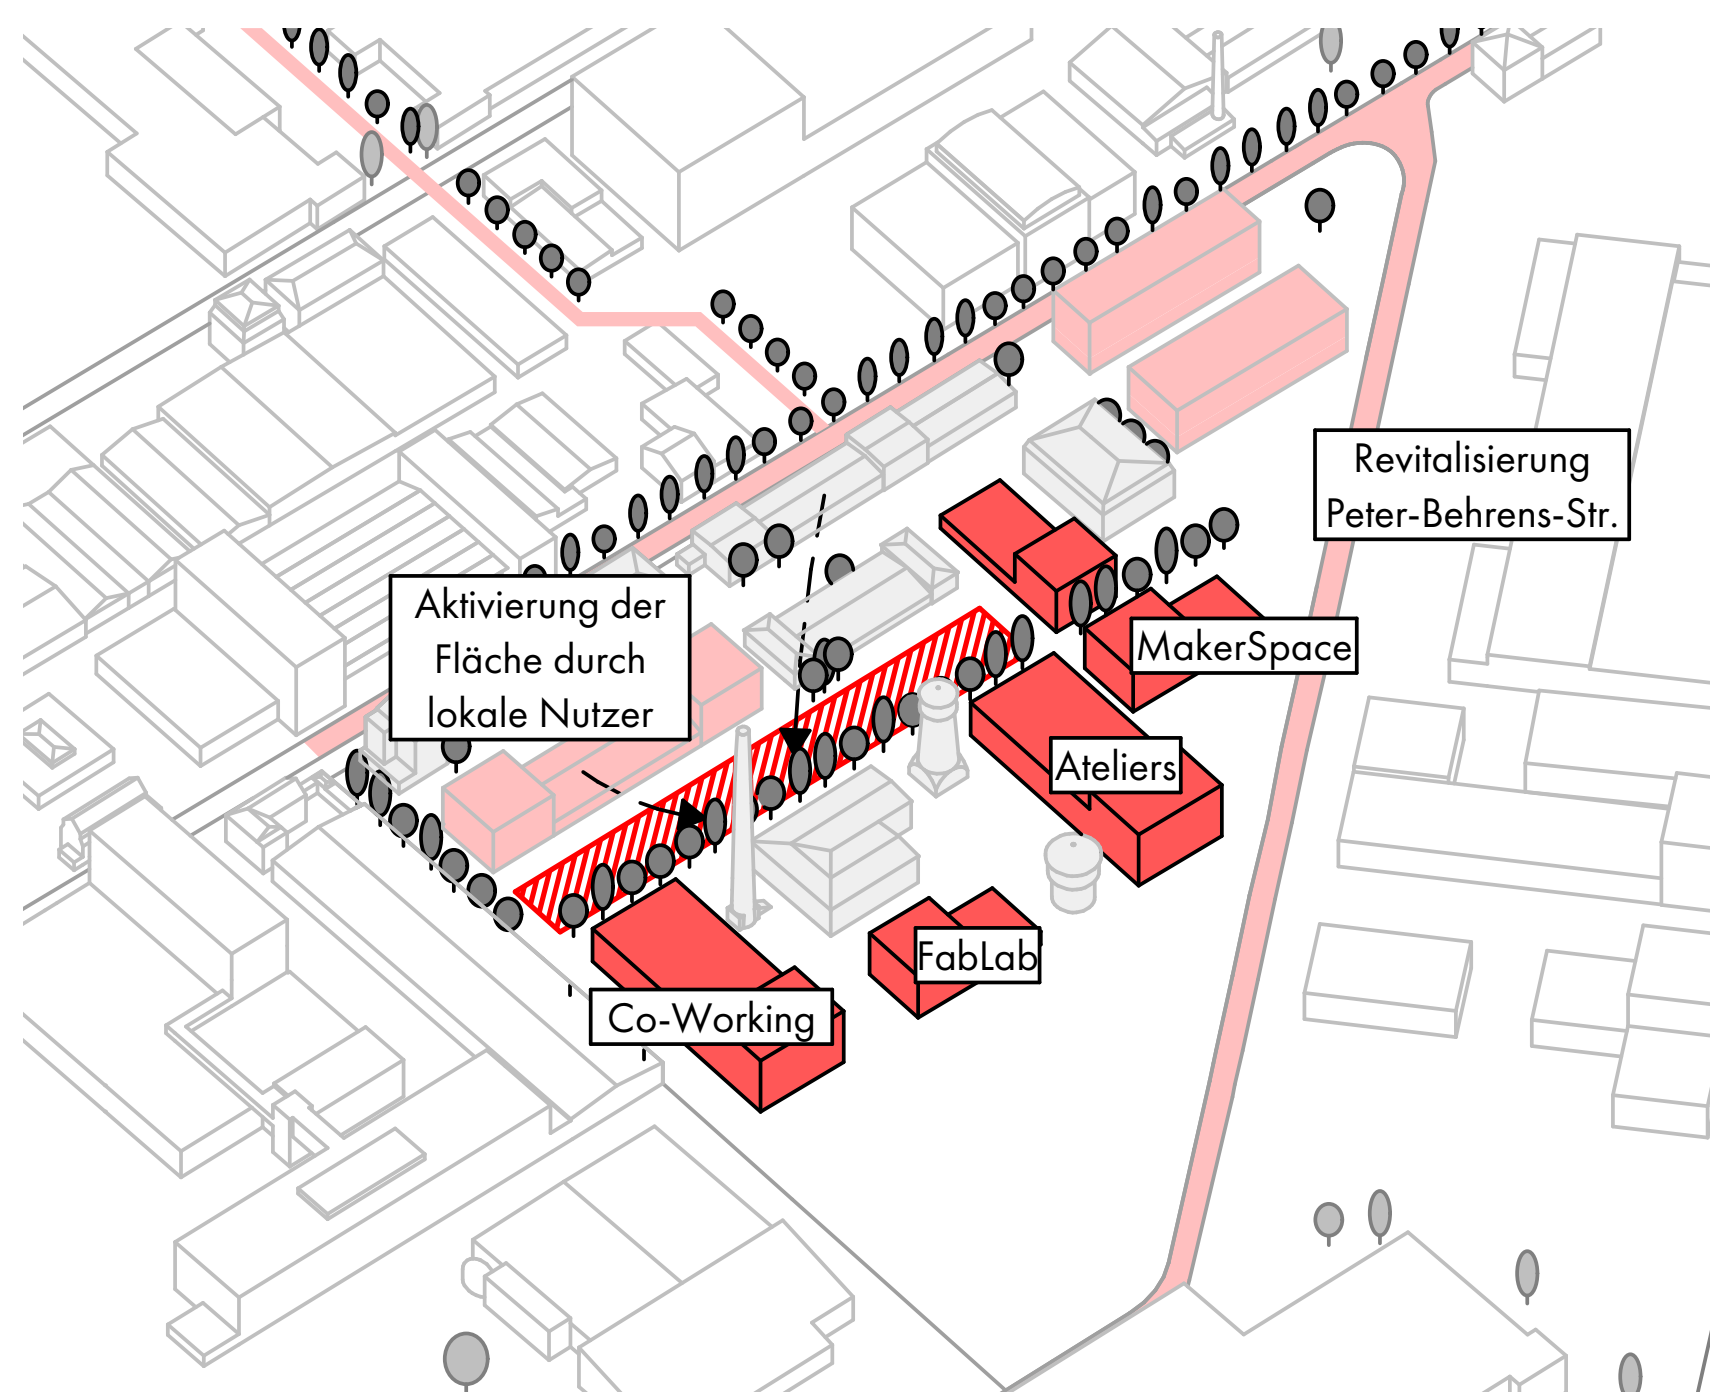 Revitalisierung
Peter-Behrens-Str.
Aktivierung der
Fläche durch
lokale Nutzer
MakerSpace
Ateliers
FabLab
Co-Working